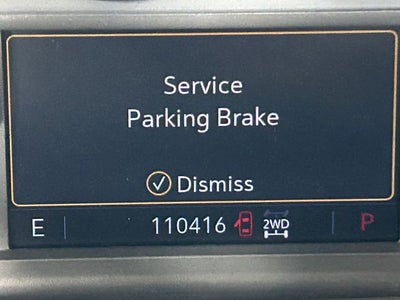 Service
Parking Brake
Dismiss
E 110416 2WD P